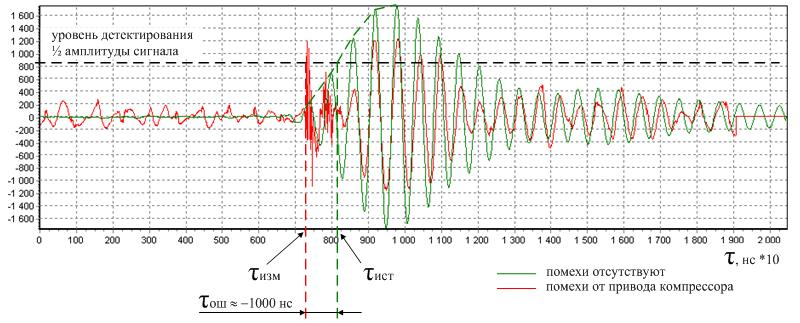 1 600
1 400
1 200
1 000
800
600
400
200
0
-200
-400
-600
-800
-1 000
-1 200
-1 400
-1 600
уровень детектирования
½ амплитуды сигнала
0 100 200 300 400 500 600 700 800 900 1 000 1 100 1 200 1 300 1 400 1 500 1 600 1 700 1 800 1 900 2 000
τ, нс *10
τизм
τист
τош ≈ −1000 нс
помехи отсутствуют
помехи от привода компрессора